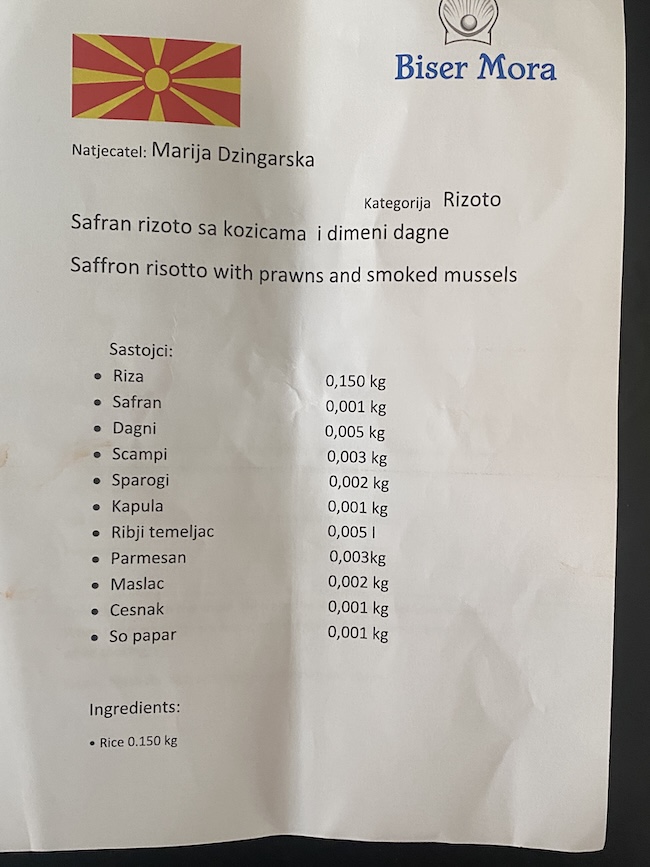 Biser Mora
Natjecatel: Marija Dzingarska
Kategorija Rizoto
Safran rizoto sa kozicama i dimeni dagne
Saffron risotto with prawns and smoked mussels
Sastojci:
• Riza 0,150 kg
• Safran 0,001 kg
• Dagni 0,005 kg
• Scampi 0,003 kg
• Sparogi 0,002 kg
• Kapula 0,001 kg
• Ribji temeljac 0,005 l
• Parmesan 0,003kg
• Maslac 0,002 kg
• Cesnak 0,001 kg
• So papar 0,001 kg
Ingredients:
• Rice 0.150 kg